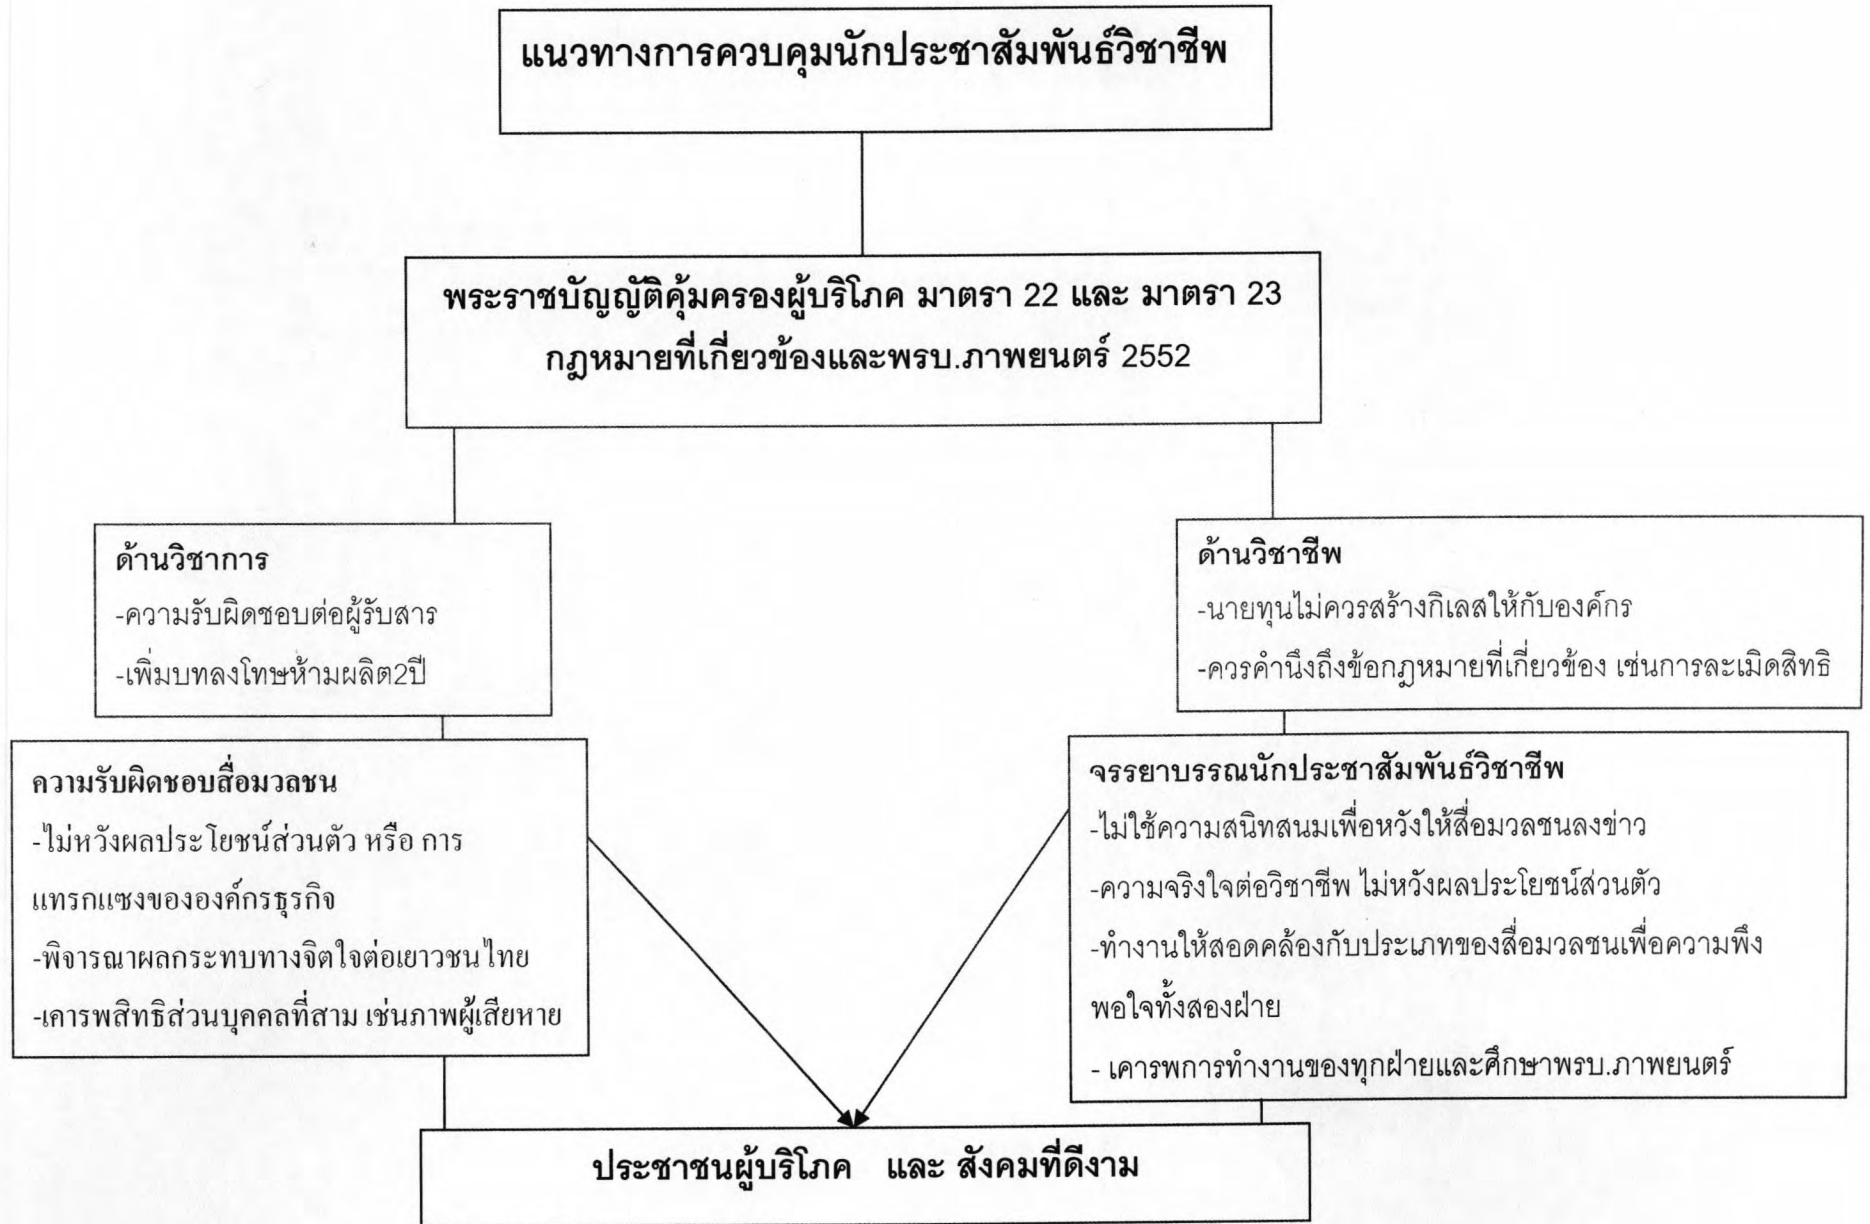 แนวทางการควบคุมนักประชาสัมพันธ์วิชาชีพ
พระราชบัญญัติคุ้มครองผู้บริโภค มาตรา 22 และ มาตรา 23
กฎหมายที่เกี่ยวข้องและพรบ.ภาพยนตร์ 2552
ด้านวิชาการ
-ความรับผิดชอบต่อผู้รับสาร
-เพิ่มบทลงโทษห้ามผลิต2ปี
ด้านวิชาชีพ
-นายทุนไม่ควรสร้างกิเลสให้กับองค์กร
-ควรคำนึงถึงข้อกฎหมายที่เกี่ยวข้อง เช่นการละเมิดสิทธิ
ความรับผิดชอบสื่อมวลชน
-ไม่หวังผลประโยชน์ส่วนตัว หรือ การ
แทรกแซงขององค์กรธุรกิจ
-พิจารณาผลกระทบทางจิตใจต่อเยาวชนไทย
-เคารพสิทธิส่วนบุคคลที่สาม เช่นภาพผู้เสียหาย
จรรยาบรรณนักประชาสัมพันธ์วิชาชีพ
-ไม่ใช้ความสนิทสนมเพื่อหวังให้สื่อมวลชนลงข่าว
-ความจริงใจต่อวิชาชีพ ไม่หวังผลประโยชน์ส่วนตัว
-ทำงานให้สอดคล้องกับประเภทของสื่อมวลชนเพื่อความพึง
พอใจทั้งสองฝ่าย
- เคารพการทำงานของทุกฝ่ายและศึกษาพรบ.ภาพยนตร์
ประชาชนผู้บริโภค และ สังคมที่ดีงาม